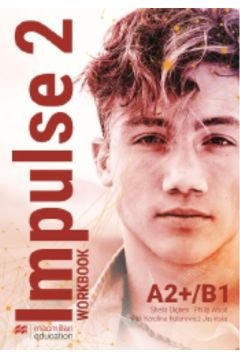 Impulse 2
WORKBOOK
A2+/B1
macmillan
education